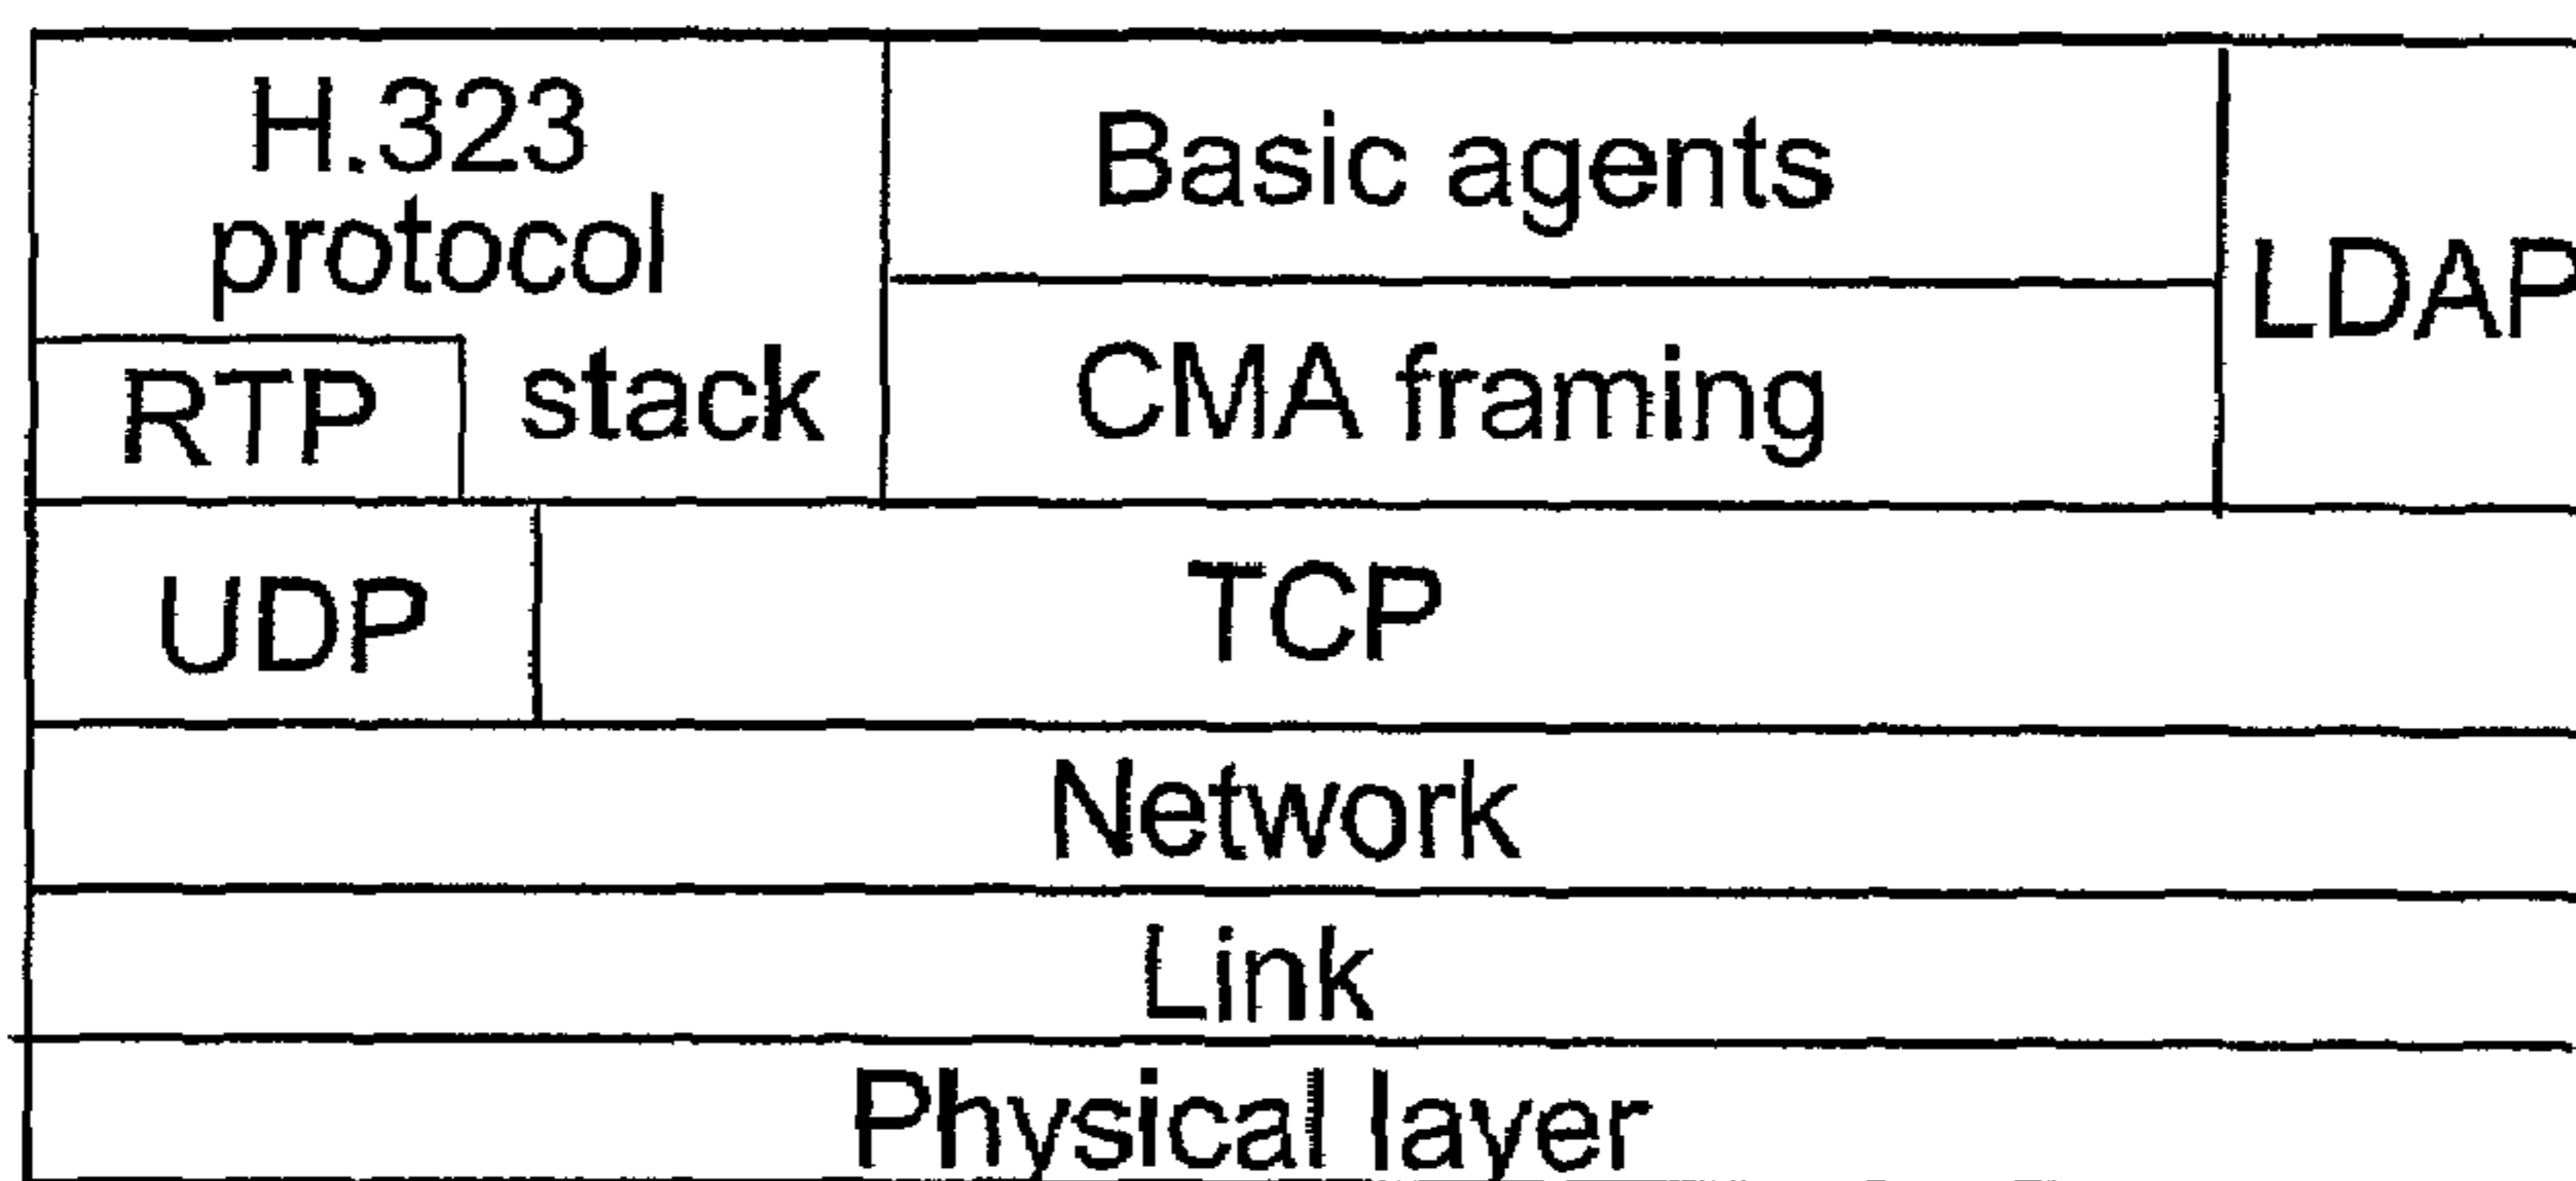 H.323
protocol
stack
RTP
Basic agents
CMA framing
LDAP
UDP
TCP
Network
Link
Physical layer